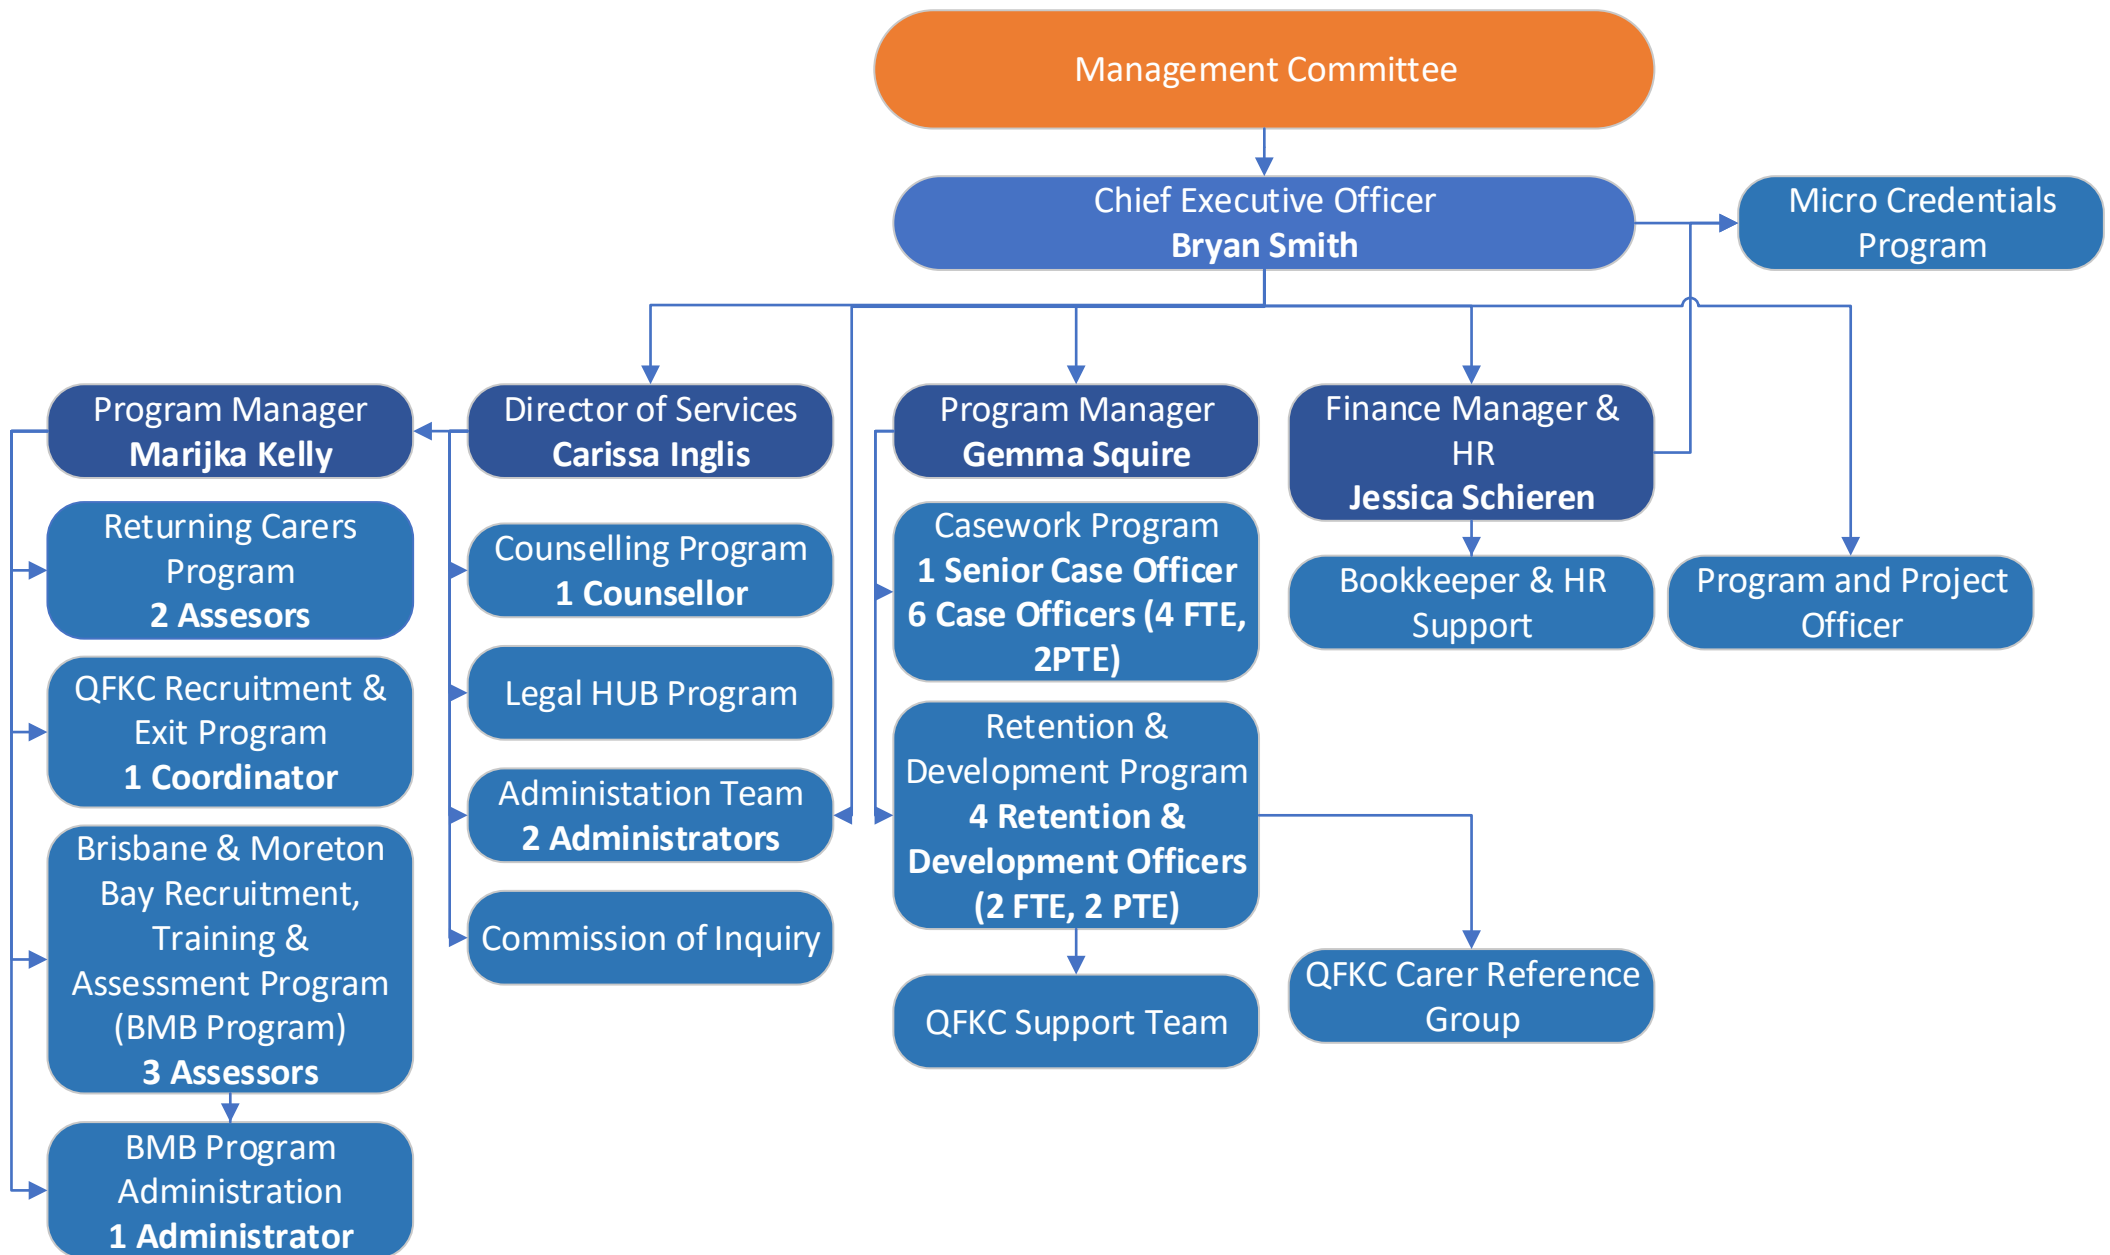 Management Committee
Chief Executive Officer
Bryan Smith
Micro Credentials
Program
Program Manager
Marijka Kelly
Director of Services
Carissa Inglis
Program Manager
Gemma Squire
Finance Manager &
HR
Jessica Schieren
Returning Carers
Program
2 Assesors
QFKC Recruitment &
Exit Program
1 Coordinator
Brisbane & Moreton
Bay Recruitment,
Training &
Assessment Program
(BMB Program)
3 Assessors
BMB Program
Administration
1 Administrator
Counselling Program
1 Counsellor
Legal HUB Program
Administation Team
2 Administrators
Commission of Inquiry
Casework Program
1 Senior Case Officer
6 Case Officers (4 FTE,
2PTE)
Retention &
Development Program
4 Retention &
Development Officers
(2 FTE, 2 PTE)
QFKC Support Team
Bookkeeper & HR
Support
QFKC Carer Reference
Group
Program and Project
Officer